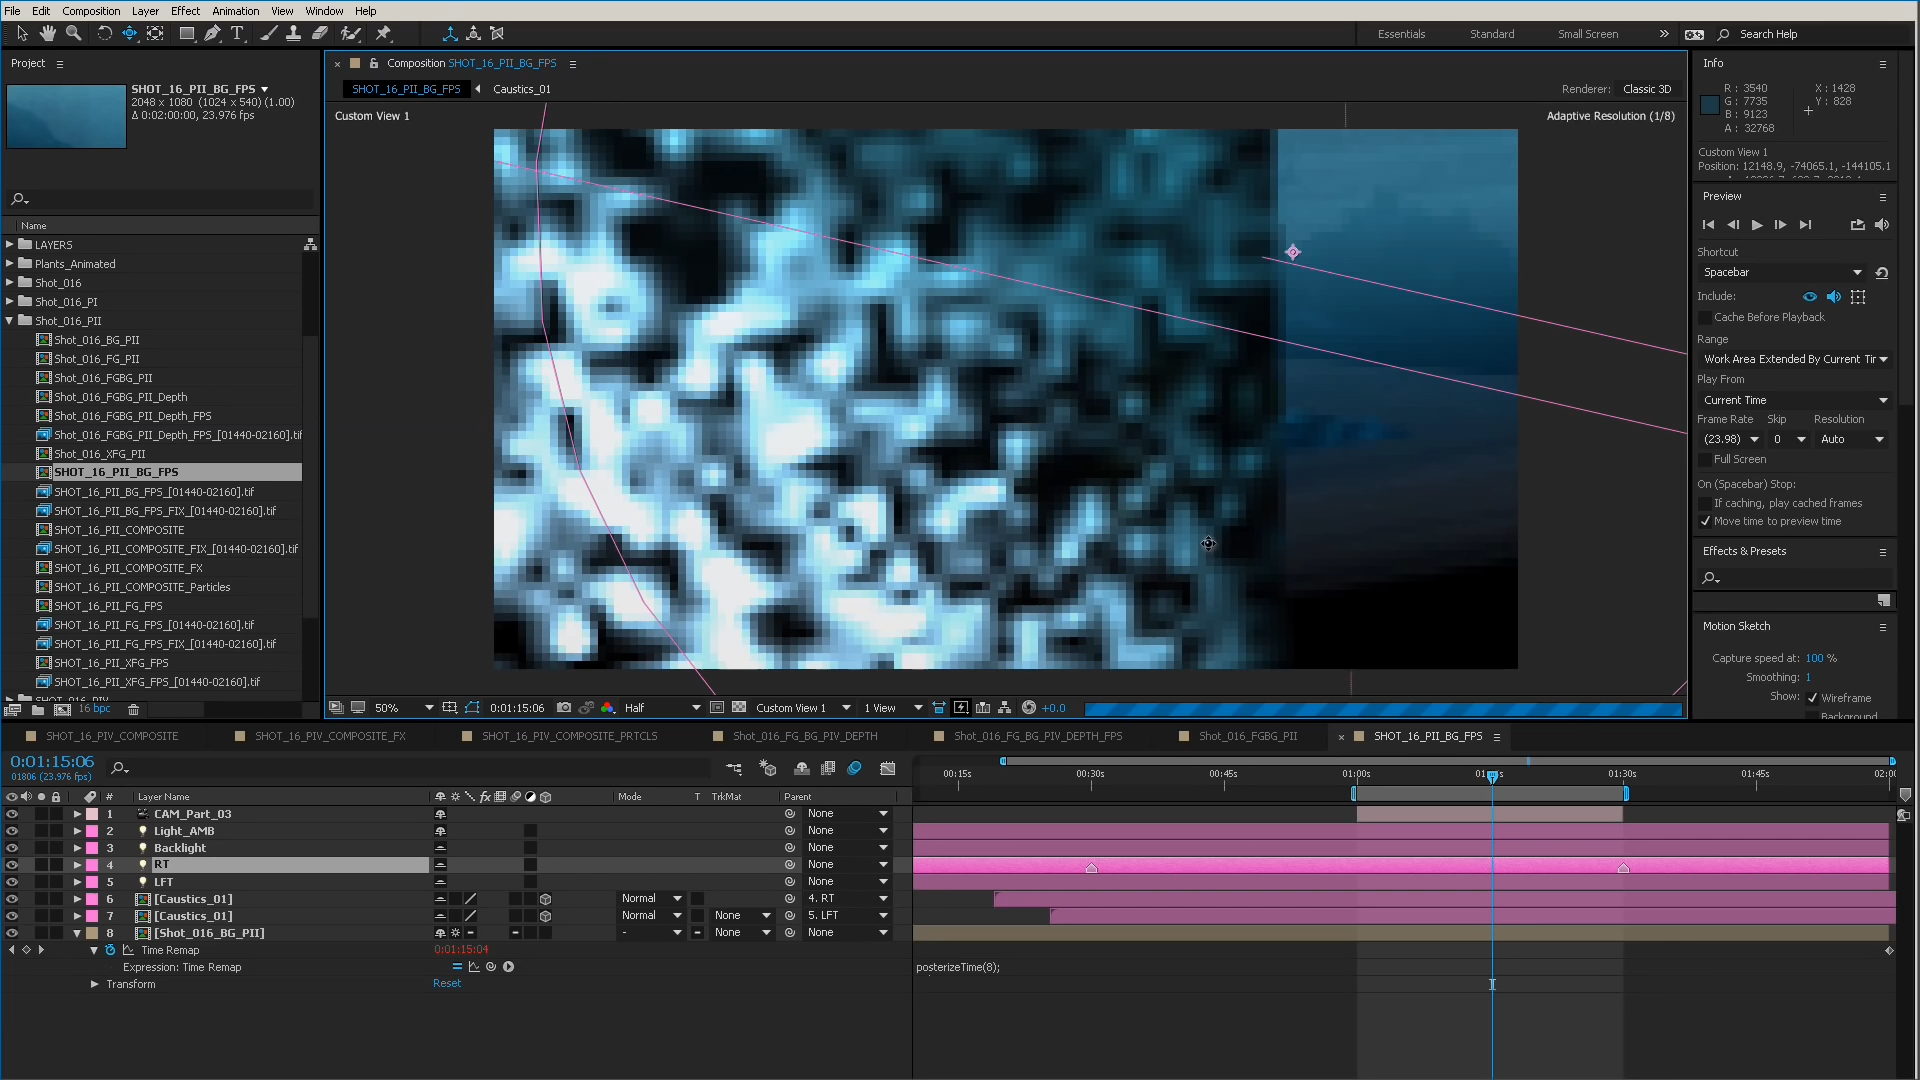 File Edit Composition Layer Effect Animation View Window Help
Essentials Standard Small Screen Search Help
Project
SHOT_16_PII_BG_FPS
2048 x 1080 (1024 x 540) (1.00)
Δ 0:02:00:00, 23.976 fps
Name
LAYERS
Plants_Animated
Shot_016
Shot_016_PI
Shot_016_PII
Shot_016_BG_PII
Shot_016_FG_PII
Shot_016_FGBG_PII
Shot_016_FGBG_PII_Depth
Shot_016_FGBG_PII_Depth_FPS
Shot_016_FGBG_PII_Depth_FPS_[01440-02160].tif
Shot_016_XFG_PII
SHOT_16_PII_BG_FPS
SHOT_16_PII_BG_FPS_[01440-02160].tif
SHOT_16_PII_BG_FPS_FIX_[01440-02160].tif
SHOT_16_PII_COMPOSITE
SHOT_16_PII_COMPOSITE_FIX_[01440-02160].tif
SHOT_16_PII_COMPOSITE_FX
SHOT_16_PII_COMPOSITE_Particles
SHOT_16_PII_FG_FPS
SHOT_16_PII_FG_FPS_[01440-02160].tif
SHOT_16_PII_FG_FPS_FIX_[01440-02160].tif
SHOT_16_PII_XFG_FPS
SHOT_16_PII_XFG_FPS_[01440-02160].tif
16 bpc
Composition SHOT_16_PII_BG_FPS
SHOT_16_PII_BG_FPS Caustics_01
Renderer: Classic 3D
Custom View 1
Adaptive Resolution (1/8)
50% 0:01:15:06 Half Custom View 1 1 View +0.0
Info
R : 3540 X : 1428
G : 7735 Y : 828
B : 9123
A : 32768
Custom View 1
Position: 12148.9, -74065.1, -144105.1
Preview
Shortcut
Spacebar
Include:
Cache Before Playback
Range
Work Area Extended By Current Tir
Play From
Current Time
Frame Rate Skip Resolution
(23.98) 0 Auto
Full Screen
On (Spacebar) Stop:
If caching, play cached frames
Move time to preview time
Effects & Presets
Motion Sketch
Capture speed at: 100 %
Smoothing: 1
Show: Wireframe
Background
SHOT_16_PIV_COMPOSITE SHOT_16_PIV_COMPOSITE_FX SHOT_16_PIV_COMPOSITE_PRTCLS Shot_016_FG_BG_PIV_DEPTH Shot_016_FG_BG_PIV_DEPTH_FPS Shot_016_FGBG_PII SHOT_16_PII_BG_FPS
0:01:15:06
01806 (23.976 fps)
00:15s 00:30s 00:45s 01:00s 01:30s 01:45s
# Layer Name Mode T TrkMat Parent
1 CAM_Part_03 None
2 Light_AMB None
3 Backlight None
4 RT None
5 LFT None
6 [Caustics_01] Normal 4. RT
7 [Caustics_01] Normal None 5. LFT
8 [Shot_016_BG_PII] - None None
Time Remap 0:01:15:04
Expression: Time Remap posterizeTime(8);
Transform Reset